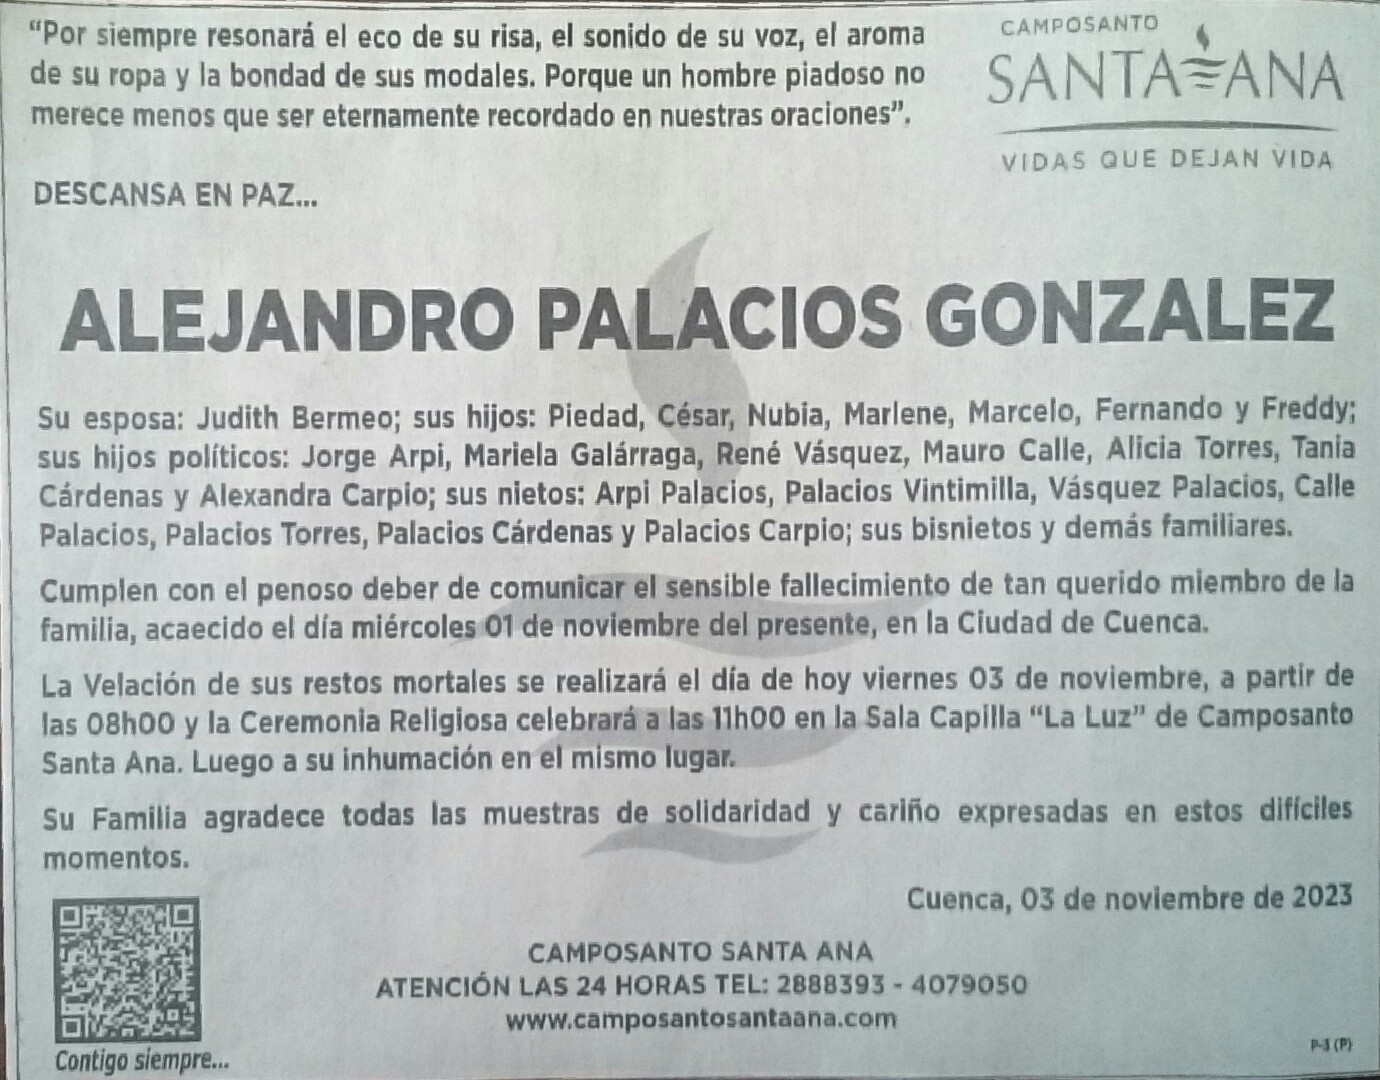 “Por siempre resonará el eco de su risa, el sonido de su voz, el aroma
de su ropa y la bondad de sus modales. Porque un hombre piadoso no
merece menos que ser eternamente recordado en nuestras oraciones”.
CAMPOSANTO
SANTA ANA
VIDAS QUE DEJAN VIDA
DESCANSA EN PAZ...
ALEJANDRO PALACIOS GONZALEZ
Su esposa: Judith Bermeo; sus hijos: Piedad, César, Nubia, Marlene, Marcelo, Fernando y Freddy;
sus hijos políticos: Jorge Arpi, Mariela Galárraga, René Vásquez, Mauro Calle, Alicia Torres, Tania
Cárdenas y Alexandra Carpio; sus nietos: Arpi Palacios, Palacios Vintimilla, Vásquez Palacios, Calle
Palacios, Palacios Torres, Palacios Cárdenas y Palacios Carpio; sus bisnietos y demás familiares.
Cumplen con el penoso deber de comunicar el sensible fallecimiento de tan querido miembro de la
familia, acaecido el día miércoles 01 de noviembre del presente, en la Ciudad de Cuenca.
La Velación de sus restos mortales se realizará el día de hoy viernes 03 de noviembre, a partir de
las 08h00 y la Ceremonia Religiosa celebrará a las 11h00 en la Sala Capilla “La Luz” de Camposanto
Santa Ana. Luego a su inhumación en el mismo lugar.
Su Familia agradece todas las muestras de solidaridad y cariño expresadas en estos difíciles
momentos.
Cuenca, 03 de noviembre de 2023
CAMPOSANTO SANTA ANA
ATENCIÓN LAS 24 HORAS TEL: 2888393 - 4079050
www.camposantosantaana.com
Contigo siempre...
P-3 (P)